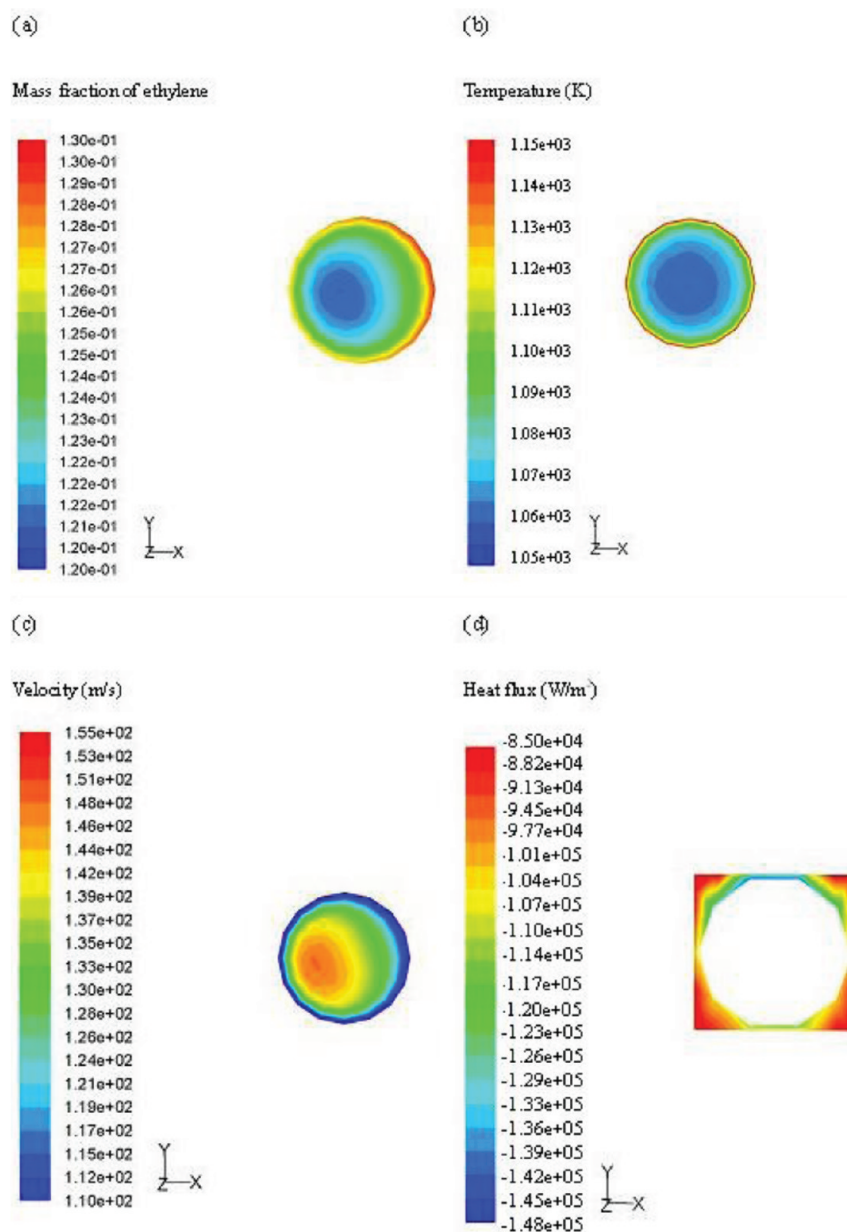 (a)
Mass fraction of ethylene
1.30e-01
1.30e-01
1.29e-01
1.28e-01
1.28e-01
1.27e-01
1.27e-01
1.26e-01
1.26e-01
1.25e-01
1.25e-01
1.24e-01
1.24e-01
1.23e-01
1.23e-01
1.22e-01
1.22e-01
1.22e-01
1.21e-01
1.20e-01
1.20e-01
Y
Z X
(b)
Temperature (K)
1.15e+03
1.14e+03
1.13e+03
1.12e+03
1.11e+03
1.10e+03
1.09e+03
1.08e+03
1.07e+03
1.06e+03
1.05e+03
Y
Z X
(c)
Velocity (m/s)
1.55e+02
1.53e+02
1.51e+02
1.48e+02
1.46e+02
1.44e+02
1.42e+02
1.39e+02
1.37e+02
1.35e+02
1.33e+02
1.30e+02
1.28e+02
1.26e+02
1.24e+02
1.21e+02
1.19e+02
1.17e+02
1.15e+02
1.12e+02
1.10e+02
Y
Z X
(d)
Heat flux (W/m²)
-8.50e+04
-8.82e+04
-9.13e+04
-9.45e+04
-9.77e+04
-1.01e+05
-1.04e+05
-1.07e+05
-1.10e+05
-1.14e+05
-1.17e+05
-1.20e+05
-1.23e+05
-1.26e+05
-1.29e+05
-1.33e+05
-1.36e+05
-1.39e+05
-1.42e+05
-1.45e+05
-1.48e+05
Y
Z X